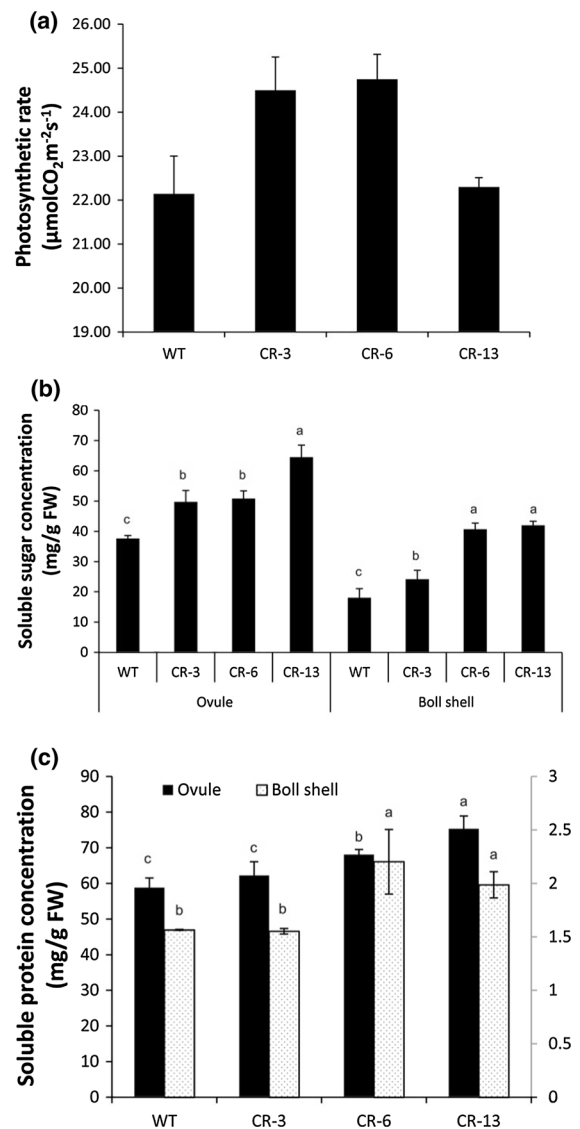 (a)
Photosynthetic rate
(µmolCO₂m⁻²s⁻¹)
26.00
25.00
24.00
23.00
22.00
21.00
20.00
19.00
WT CR-3 CR-6 CR-13
(b)
Soluble sugar concentration
(mg/g FW)
80
70
60
50
40
30
20
10
0
c b b a c b a a
WT CR-3 CR-6 CR-13 WT CR-3 CR-6 CR-13
Ovule Boll shell
(c)
Soluble protein concentration
(mg/g FW)
90
80
70
60
50
40
30
20
10
0
Ovule Boll shell
c b c b b a a a
3
2.5
2
1.5
1
0.5
0
WT CR-3 CR-6 CR-13